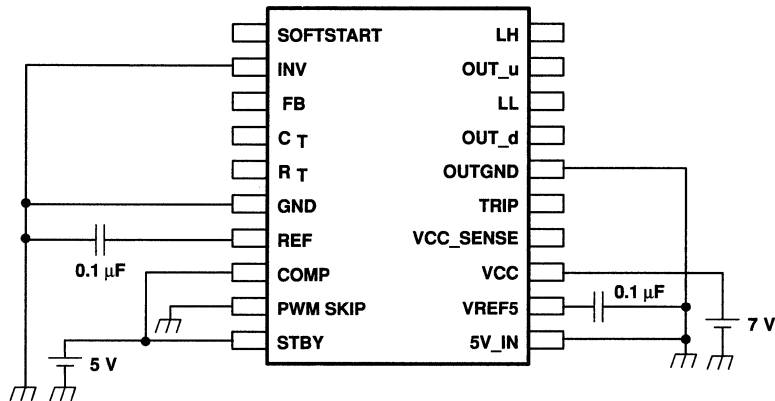 SOFTSTART
LH
INV
OUT_u
FB
LL
C T
OUT_d
R T
OUTGND
GND
TRIP
REF
VCC_SENSE
0.1 μF
COMP
VCC
PWM SKIP
VREF5
0.1 μF
7 V
STBY
5V_IN
5 V